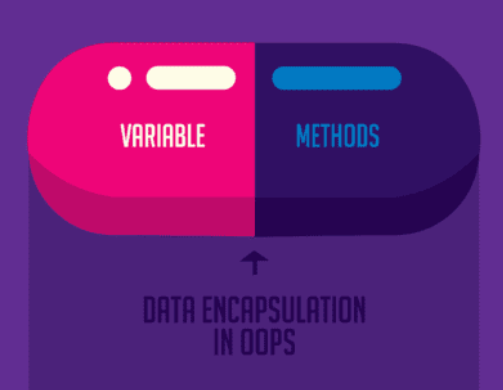 VARIABLE METHODS
DATA ENCAPSULATION
IN OOPS